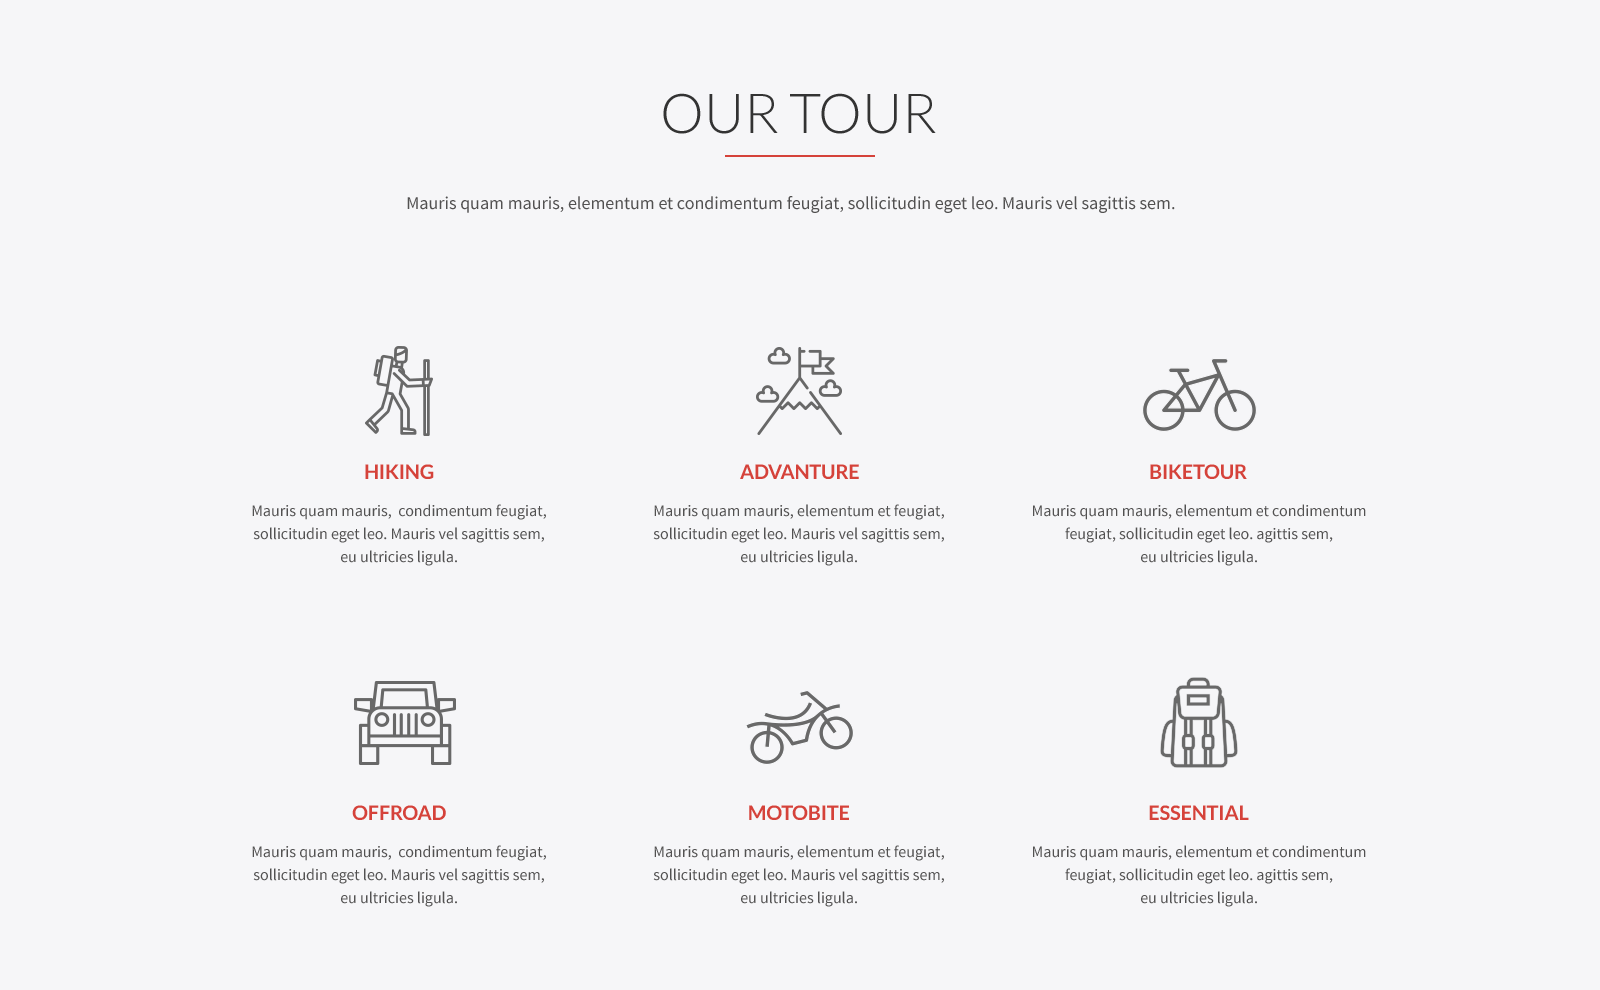 OUR TOUR
Mauris quam mauris, elementum et condimentum feugiat, sollicitudin eget leo. Mauris vel sagittis sem.
HIKING
Mauris quam mauris,  condimentum feugiat,
sollicitudin eget leo. Mauris vel sagittis sem,
eu ultricies ligula.
ADVANTURE
Mauris quam mauris, elementum et feugiat,
sollicitudin eget leo. Mauris vel sagittis sem,
eu ultricies ligula.
BIKETOUR
Mauris quam mauris, elementum et condimentum
feugiat, sollicitudin eget leo. agittis sem,
eu ultricies ligula.
OFFROAD
Mauris quam mauris,  condimentum feugiat,
sollicitudin eget leo. Mauris vel sagittis sem,
eu ultricies ligula.
MOTOBITE
Mauris quam mauris, elementum et feugiat,
sollicitudin eget leo. Mauris vel sagittis sem,
eu ultricies ligula.
ESSENTIAL
Mauris quam mauris, elementum et condimentum
feugiat, sollicitudin eget leo. agittis sem,
eu ultricies ligula.